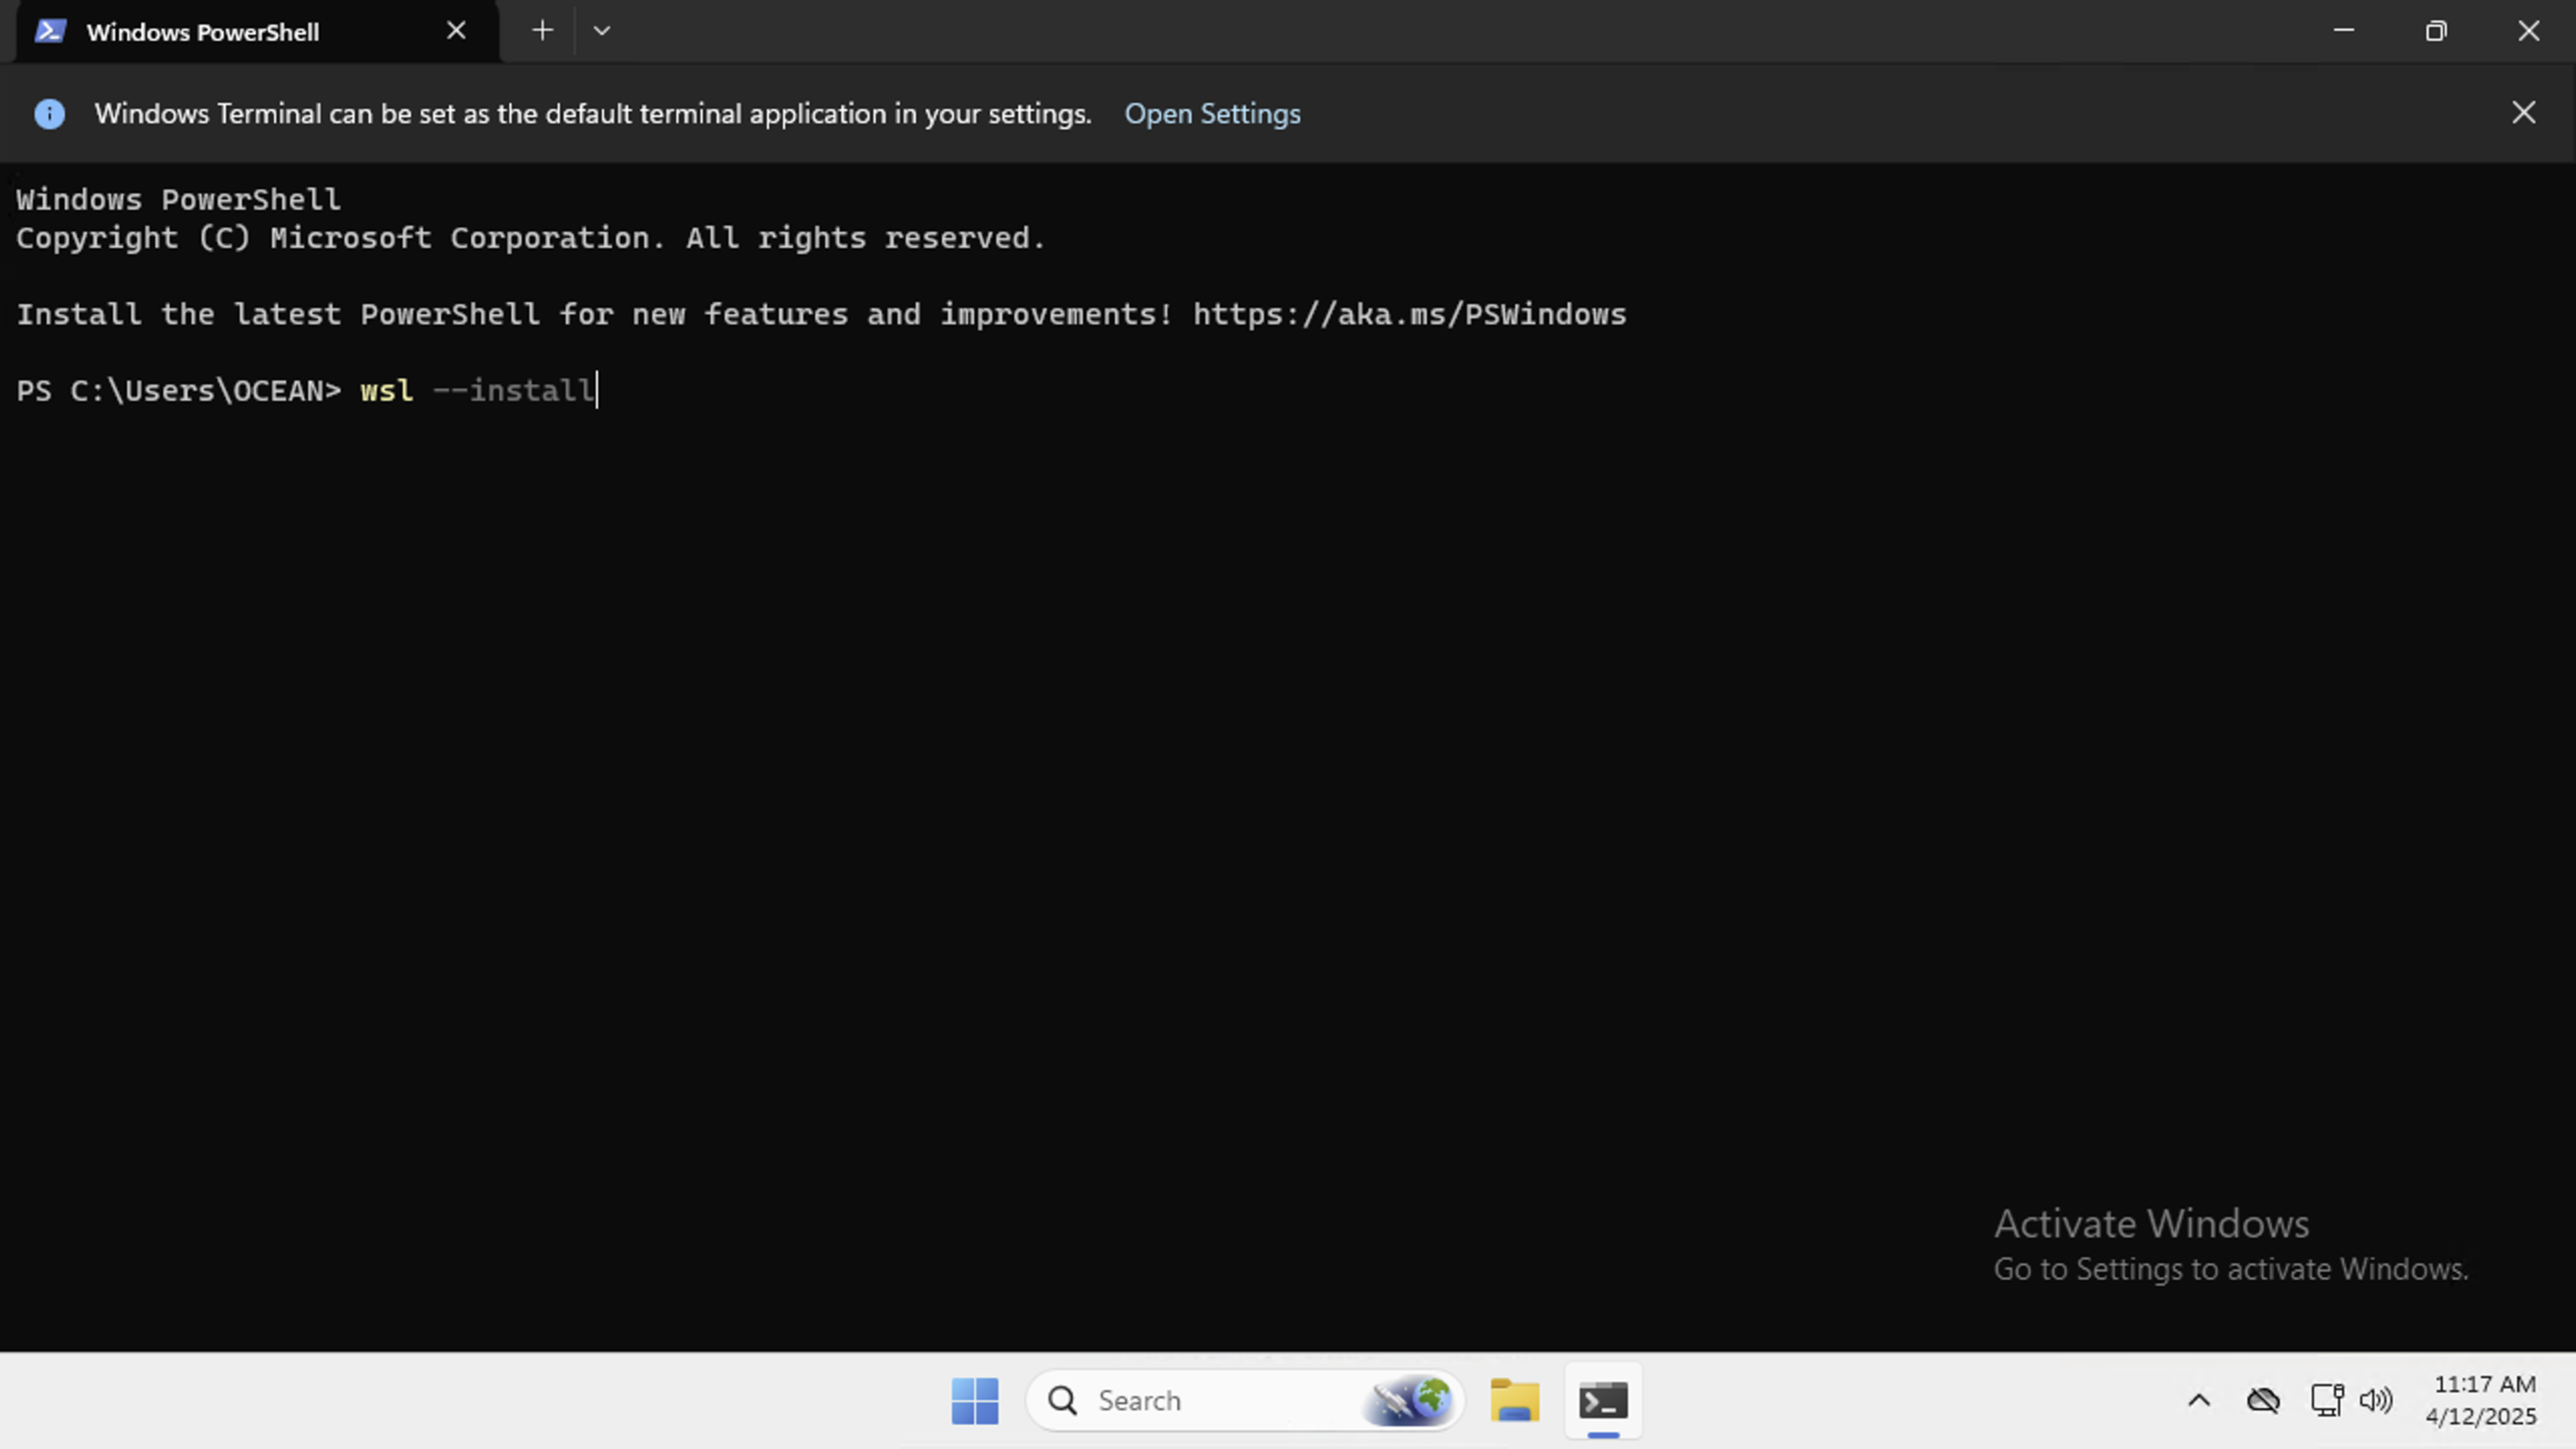 Windows PowerShell
Windows Terminal can be set as the default terminal application in your settings. Open Settings
Windows PowerShell
Copyright (C) Microsoft Corporation. All rights reserved.
Install the latest PowerShell for new features and improvements! https://aka.ms/PSWindows
PS C:\Users\OCEAN> wsl --install
Activate Windows
Go to Settings to activate Windows.
Search
11:17 AM
4/12/2025